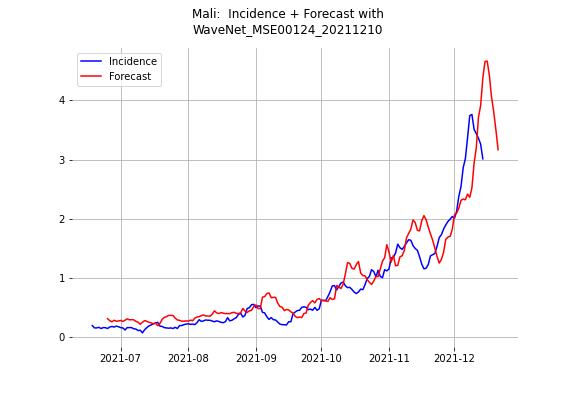 Mali:  Incidence + Forecast with
WaveNet_MSE00124_20211210
Incidence
Forecast
4
3
2
1
0
2021-07
2021-08
2021-09
2021-10
2021-11
2021-12